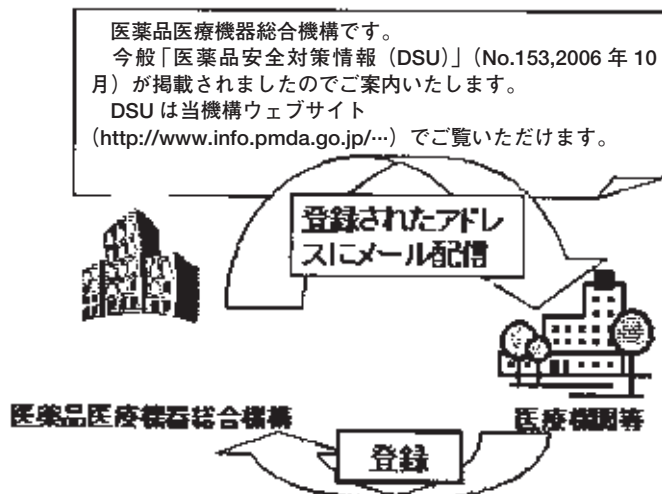 医薬品医療機器総合機構です。
今般「医薬品安全対策情報（DSU）」（No.153,2006 年 10
月）が掲載されましたのでご案内いたします。
DSU は当機構ウェブサイト
（http://www.info.pmda.go.jp/…）でご覧いただけます。
登録されたアドレ
スにメール配信
医薬品医療機器総合機構
医療機関等
登録